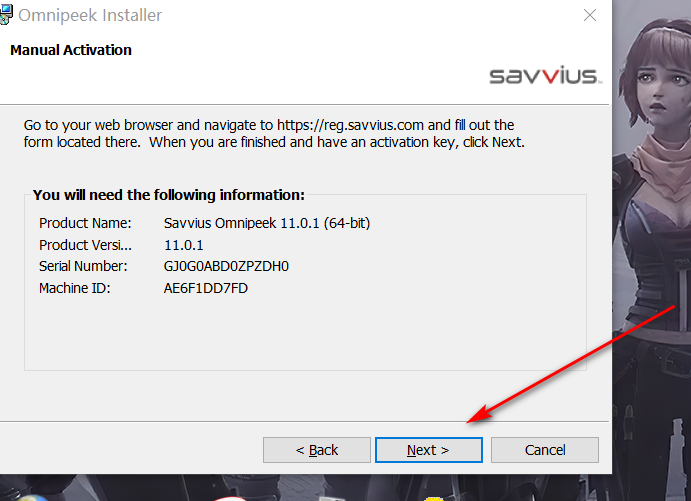 Omnipeek Installer
Manual Activation
savvius
Go to your web browser and navigate to https://reg.savvius.com and fill out the
form located there. When you are finished and have an activation key, click Next.
You will need the following information:
Product Name: Savvius Omnipeek 11.0.1 (64-bit)
Product Versi... 11.0.1
Serial Number: GJ0G0ABD0ZPZDH0
Machine ID: AE6F1DD7FD
< Back Next > Cancel